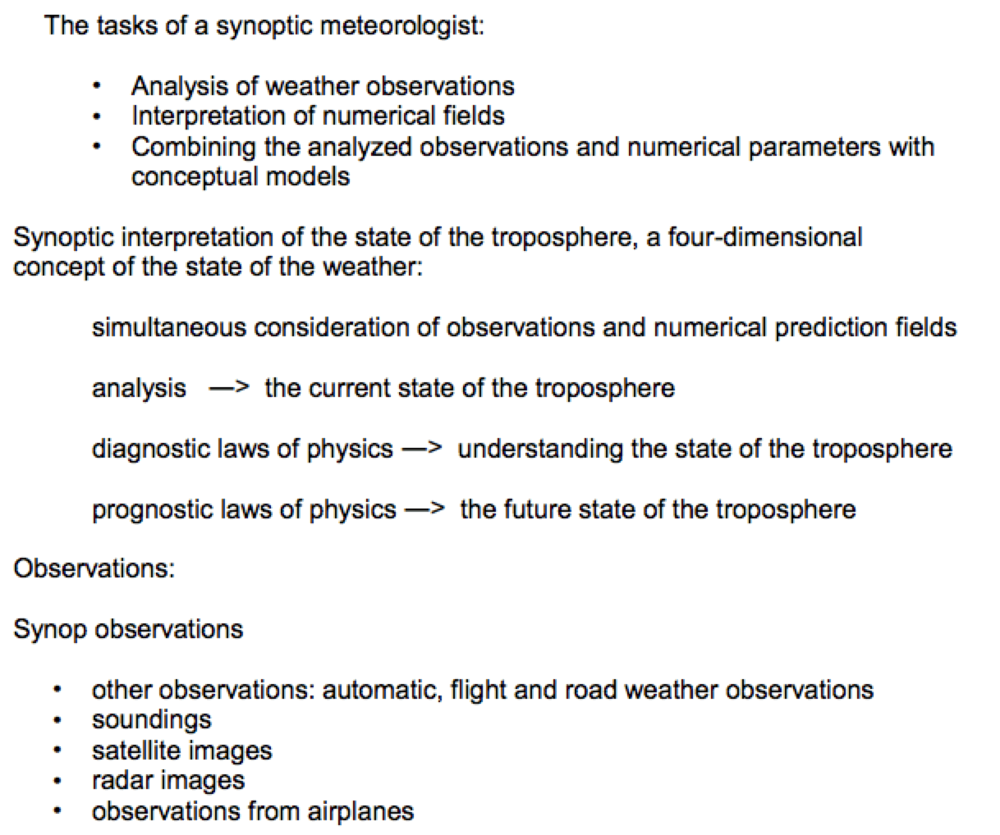 The tasks of a synoptic meteorologist:
• Analysis of weather observations
• Interpretation of numerical fields
• Combining the analyzed observations and numerical parameters with
conceptual models
Synoptic interpretation of the state of the troposphere, a four-dimensional
concept of the state of the weather:
simultaneous consideration of observations and numerical prediction fields
analysis —> the current state of the troposphere
diagnostic laws of physics —> understanding the state of the troposphere
prognostic laws of physics —> the future state of the troposphere
Observations:
Synop observations
• other observations: automatic, flight and road weather observations
• soundings
• satellite images
• radar images
• observations from airplanes